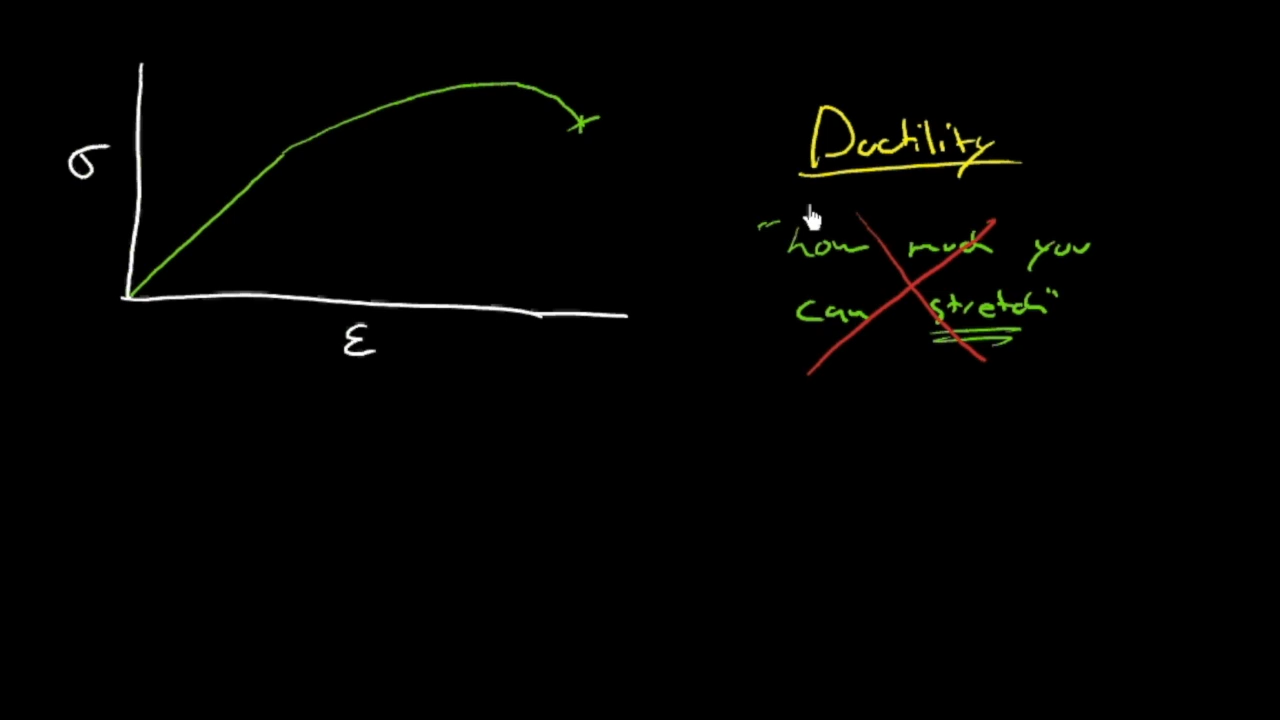 σ
ε
Ductility
"how much you
can stretch"